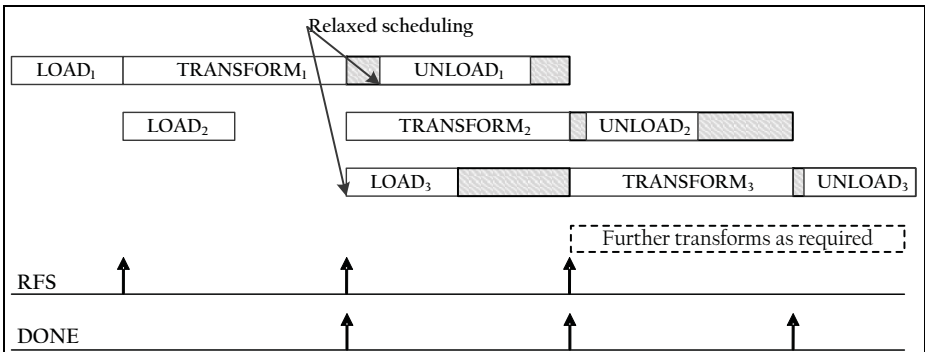 Relaxed scheduling
LOAD₁ TRANSFORM₁ UNLOAD₁
LOAD₂ TRANSFORM₂ UNLOAD₂
LOAD₃ TRANSFORM₃ UNLOAD₃
Further transforms as required
RFS
DONE